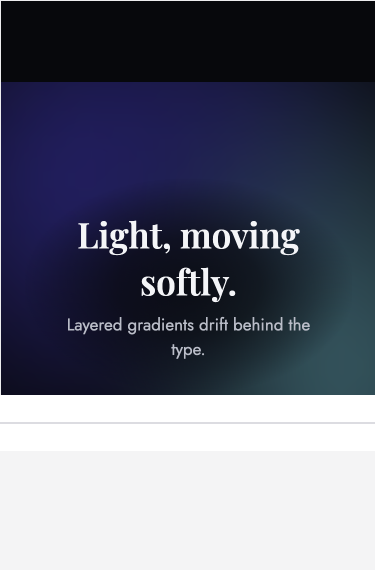 Light, moving
softly.
Layered gradients drift behind the
type.